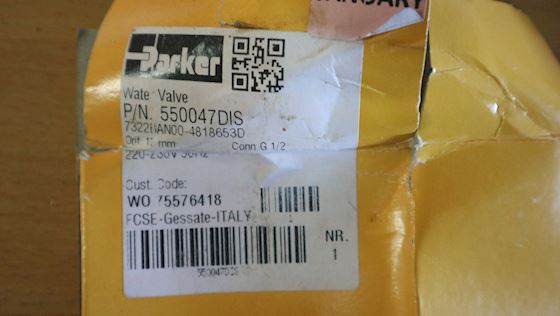 JANUARY
Parker
Water Valve
P/N. 550047DIS
7322BAN00-4818653D
Orif. mm
Conn. G 1/2
220-230V 50Hz
Cust. Code:
WO 75576418
FCSE-Gessate-ITALY
1
NR.
1
550047DIS